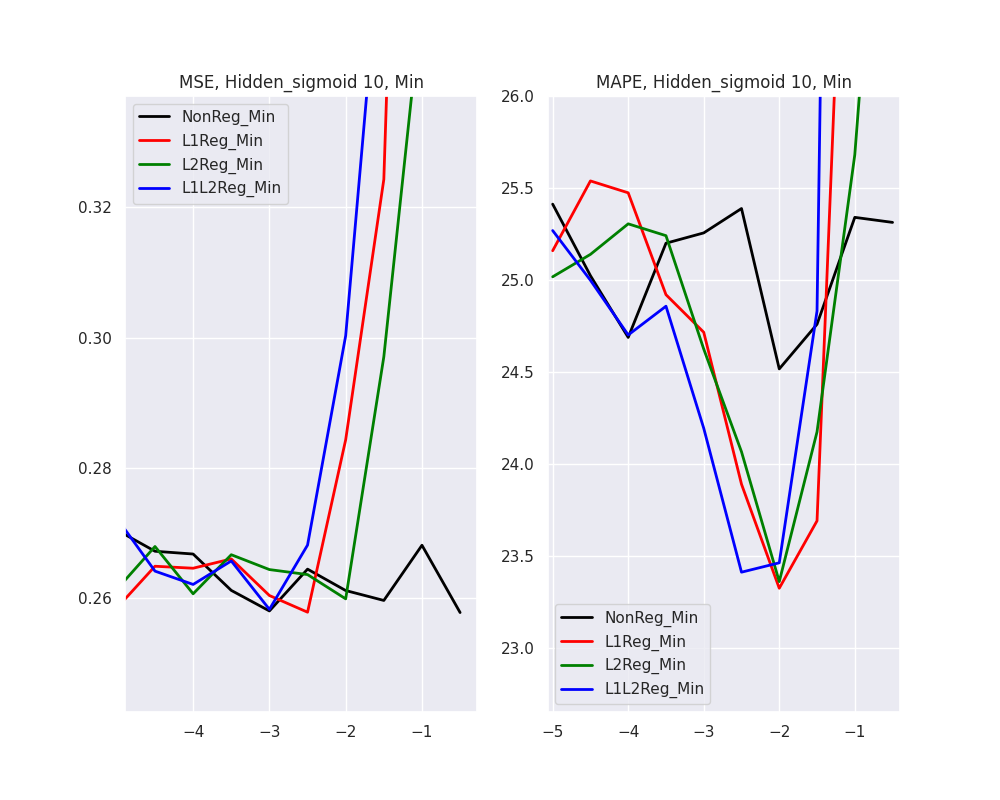 MSE, Hidden_sigmoid 10, Min
NonReg_Min
L1Reg_Min
L2Reg_Min
L1L2Reg_Min
0.32
0.30
0.28
0.26
−4
−3
−2
−1
MAPE, Hidden_sigmoid 10, Min
26.0
25.5
25.0
24.5
24.0
23.5
23.0
NonReg_Min
L1Reg_Min
L2Reg_Min
L1L2Reg_Min
−5
−4
−3
−2
−1